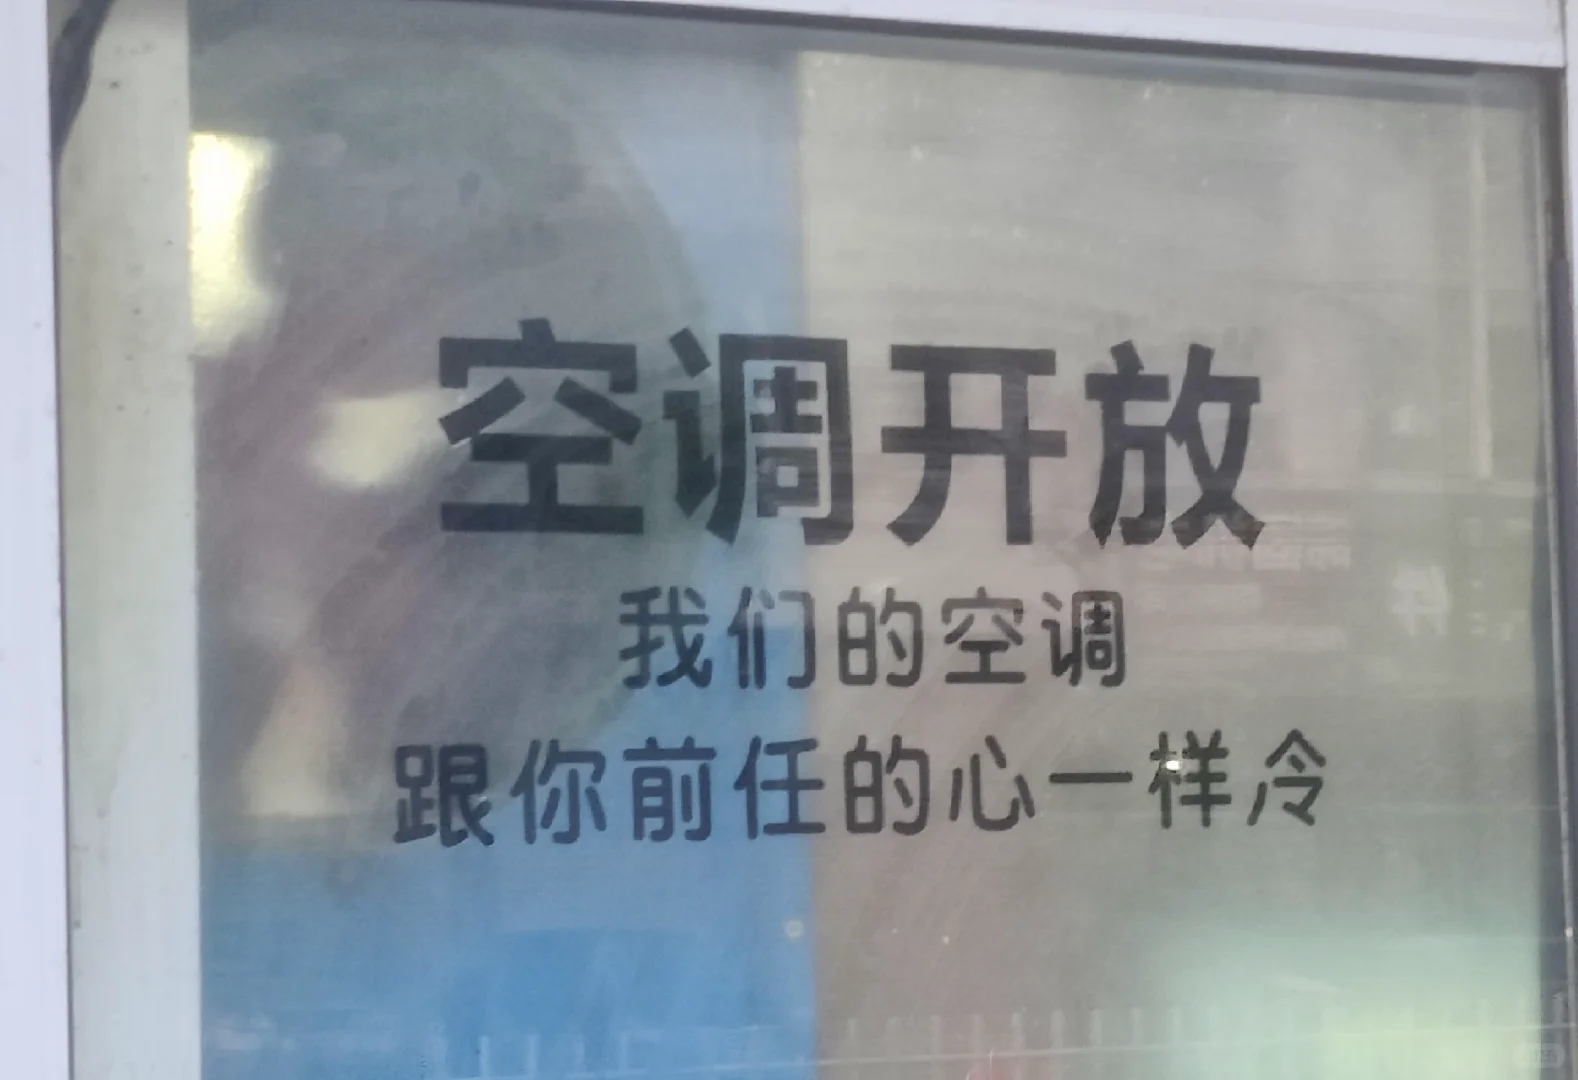 空调开放
我们的空调
跟你前任的心一样冷